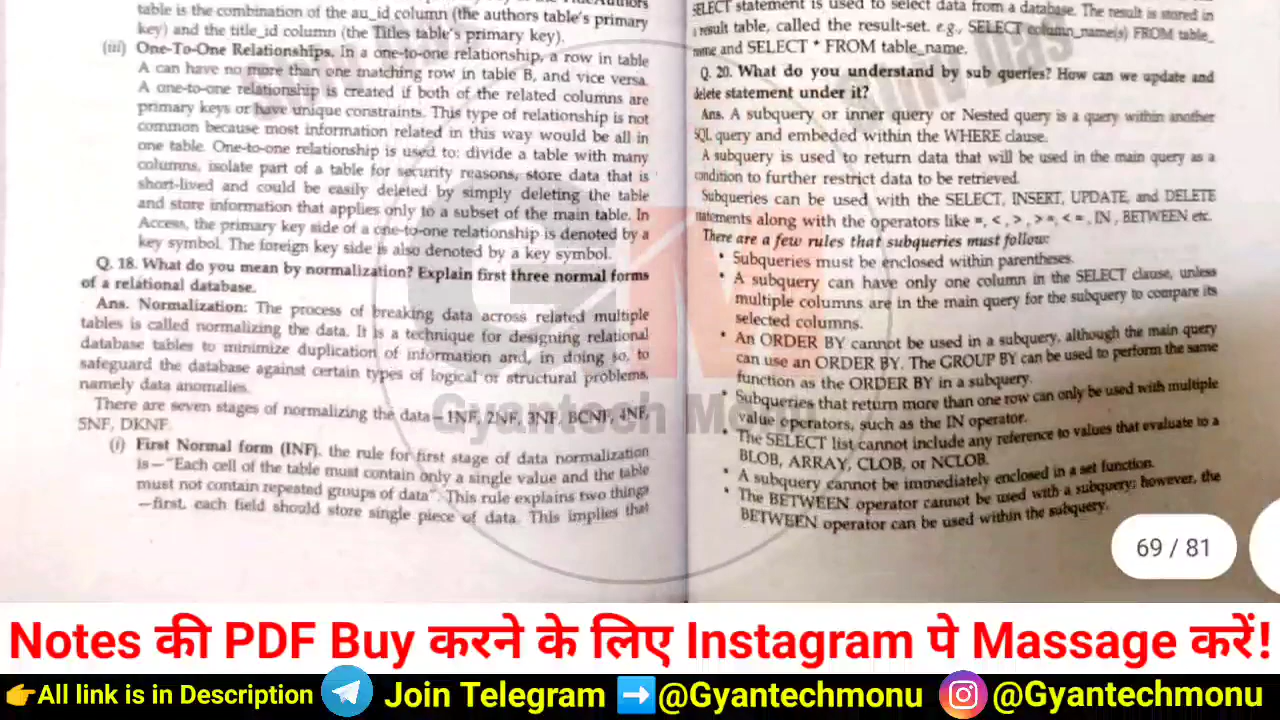 table is the combination of the au_id column (the authors table's primary
key) and the title_id column (the Titles table's primary key).
(iii) One-To-One Relationships. In a one-to-one relationship, a row in table
A can have no more than one matching row in table B, and vice versa.
A one-to-one relationship is created if both of the related columns are
primary keys or have unique constraints. This type of relationship is not
common because most information related in this way would be all in
one table. One-to-one relationship is used to: divide a table with many
columns, isolate part of a table for security reasons, store data that is
short-lived and could be easily deleted by simply deleting the table
and store information that applies only to a subset of the main table. In
Access, the primary key side of a one-to-one relationship is denoted by a
key symbol. The foreign key side is also denoted by a key symbol.
Q. 18. What do you mean by normalization? Explain first three normal forms
of a relational database.
Ans. Normalization: The process of breaking data across related multiple
tables is called normalizing the data. It is a technique for designing relational
database tables to minimize duplication of information and, in doing so, to
safeguard the database against certain types of logical or structural problems,
namely data anomalies.
There are seven stages of normalizing the data—1NF, 2NF, 3NF, BCNF, 4NF,
5NF, DKNF.
(i) First Normal form (INF). the rule for first stage of data normalization
is—"Each cell of the table must contain only a single value and the table
must not contain repeated groups of data". This rule explains two things
—first, each field should store single piece of data. This implies that
SELECT statement is used to select data from a database. The result is stored in
a result table, called the result-set. e.g., SELECT column_name(s) FROM table_
name and SELECT * FROM table_name.
Q. 20. What do you understand by sub queries? How can we update and
delete statement under it?
Ans. A subquery or inner query or Nested query is a query within another
SQL query and embeded within the WHERE clause.
A subquery is used to return data that will be used in the main query as a
condition to further restrict data to be retrieved.
Subqueries can be used with the SELECT, INSERT, UPDATE, and DELETE
statements along with the operators like =, < , > , > =, < = , IN , BETWEEN etc.
There are a few rules that subqueries must follow:
• Subqueries must be enclosed within parentheses.
• A subquery can have only one column in the SELECT clause, unless
multiple columns are in the main query for the subquery to compare its
selected columns.
• An ORDER BY cannot be used in a subquery, although the main query
can use an ORDER BY. The GROUP BY can be used to perform the same
function as the ORDER BY in a subquery.
• Subqueries that return more than one row can only be used with multiple
value operators, such as the IN operator.
• The SELECT list cannot include any reference to values that evaluate to a
BLOB, ARRAY, CLOB, or NCLOB.
• A subquery cannot be immediately enclosed in a set function.
• The BETWEEN operator cannot be used with a subquery; however, the
BETWEEN operator can be used within the subquery.
Gyantech Monu
69 / 81
Notes की PDF Buy करने के लिए Instagram पे Massage करें!
👉All link is in Description Join Telegram ➡️@Gyantechmonu @Gyantechmonu